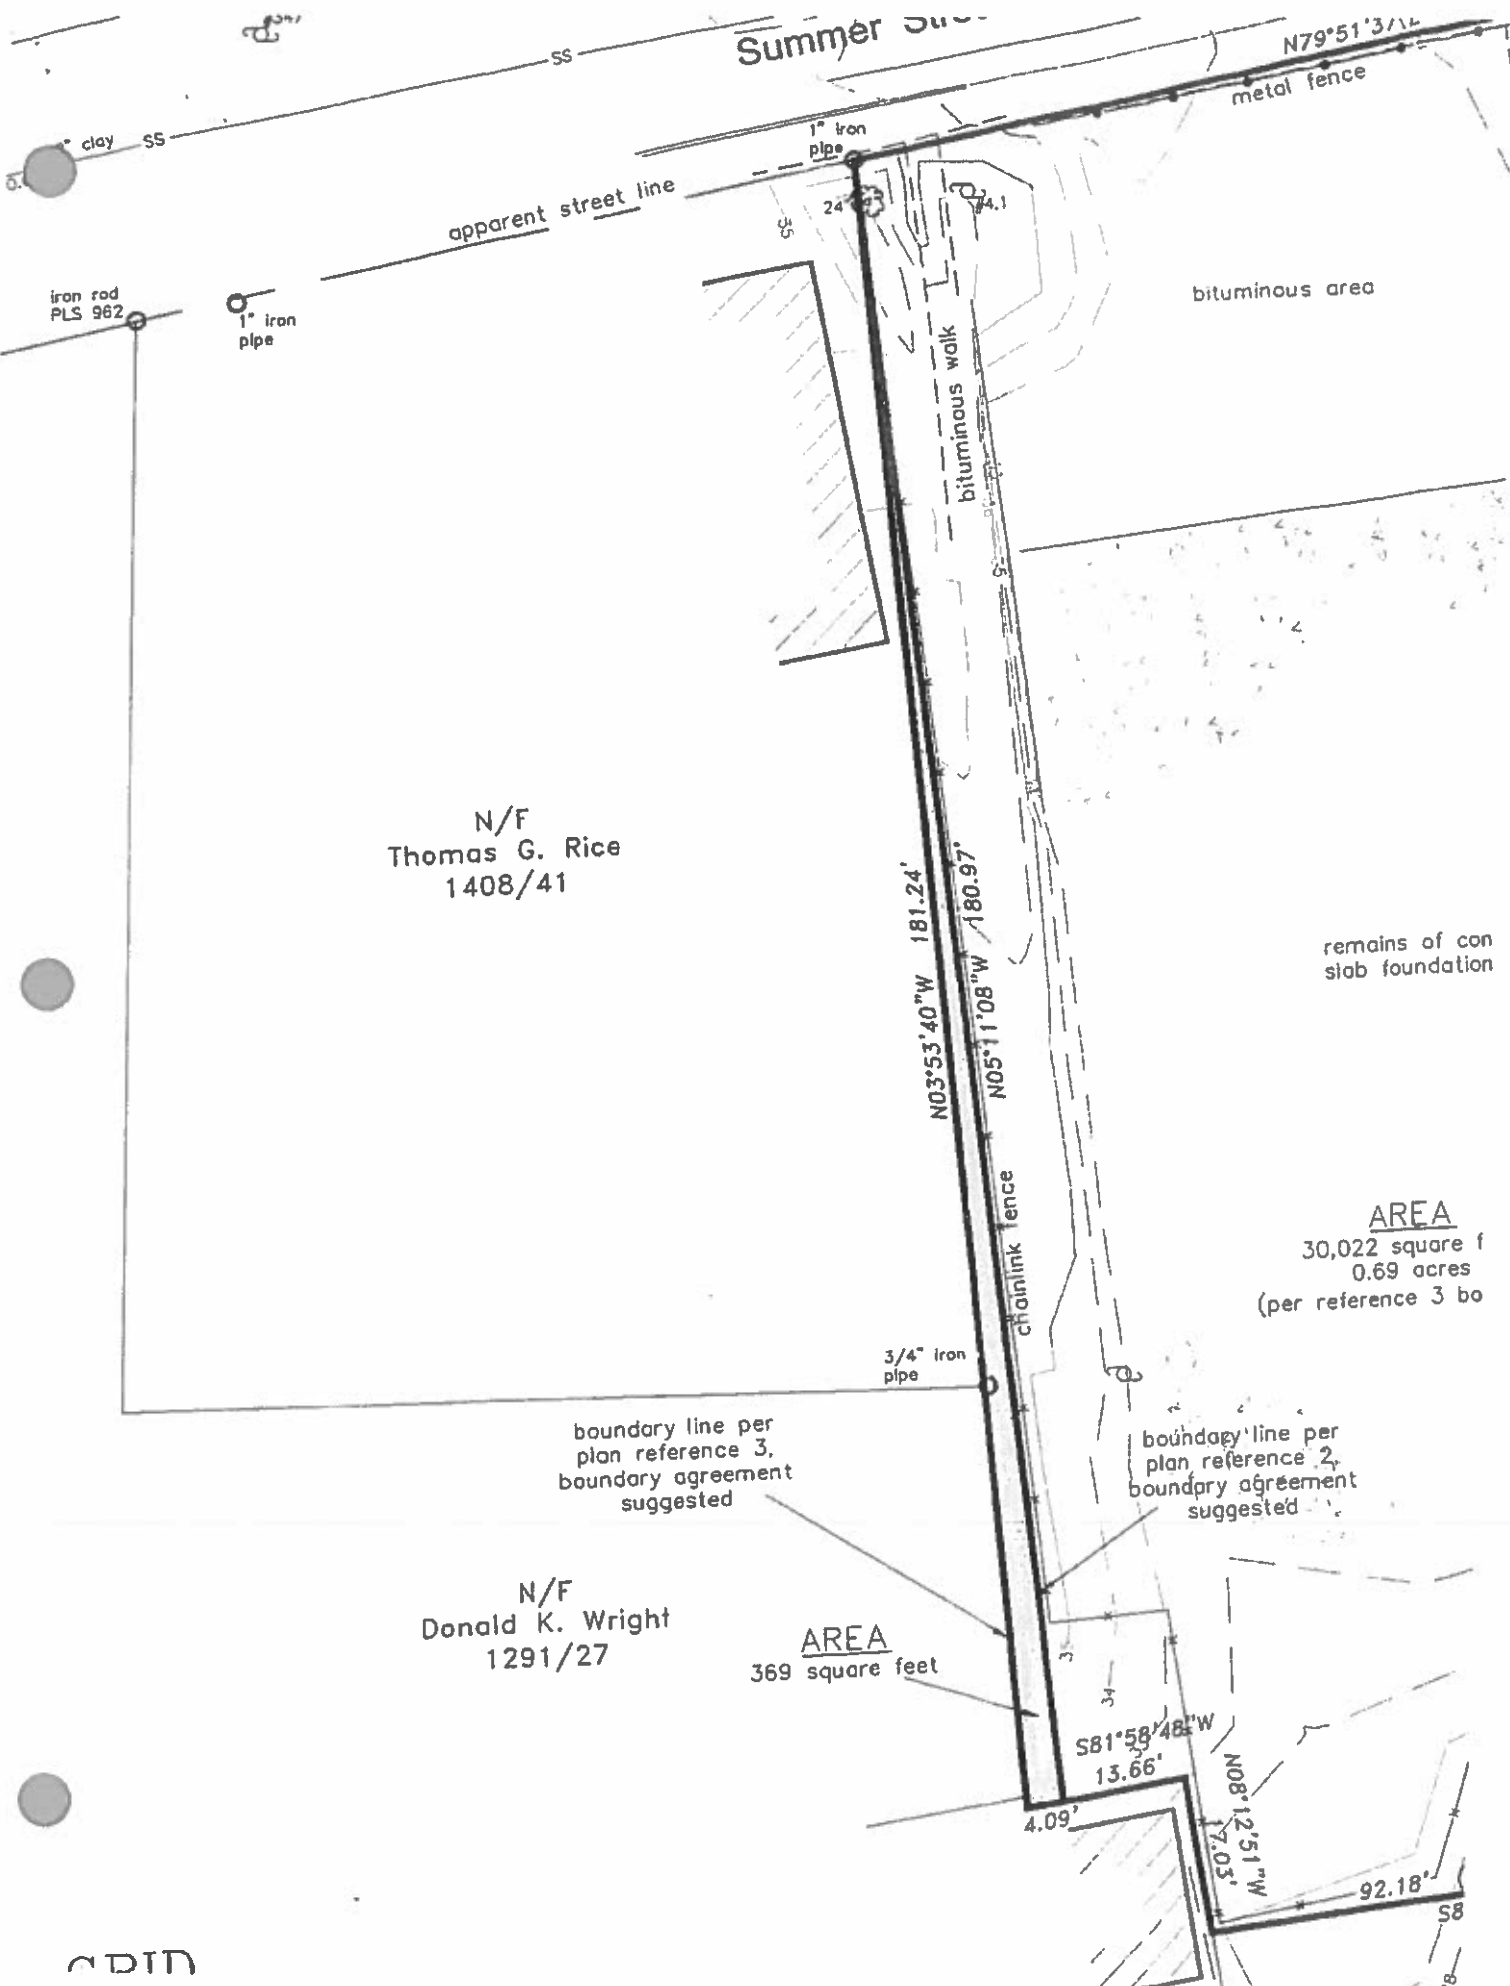 Summer
SS
N79°51'37"
metal fence
clay
SS
1" iron
pipe
apparent street line
24
35
iron rod
PLS 962
1" iron
pipe
bituminous area
bituminous walk
N/F
Thomas G. Rice
1408/41
181.24'
180.97'
N03°53'40"W
N05°11'08"W
remains of con
slab foundation
chainlink fence
AREA
30,022 square f
0.69 acres
(per reference 3 bo
3/4" iron
pipe
boundary line per
plan reference 3,
boundary agreement
suggested
boundary line per
plan reference 2,
boundary agreement
suggested
N/F
Donald K. Wright
1291/27
AREA
369 square feet
34
S81°58'48"W
13.66'
4.09'
N08°12'51"W
7.03'
92.18'
S8
GRID